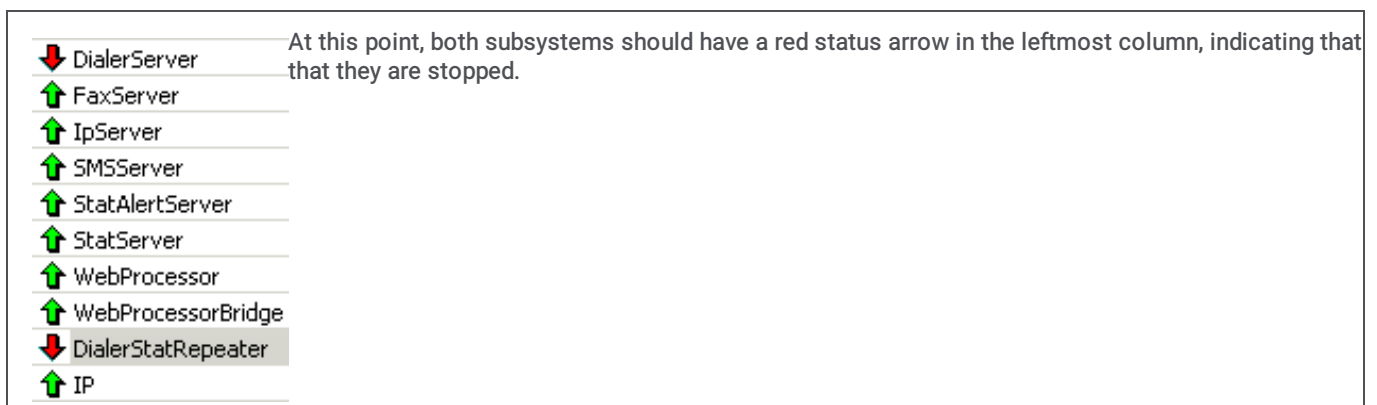 DialerServer
FaxServer
IpServer
SMSServer
StatAlertServer
StatServer
WebProcessor
WebProcessorBridge
DialerStatRepeater
IP
At this point, both subsystems should have a red status arrow in the leftmost column, indicating that
that they are stopped.